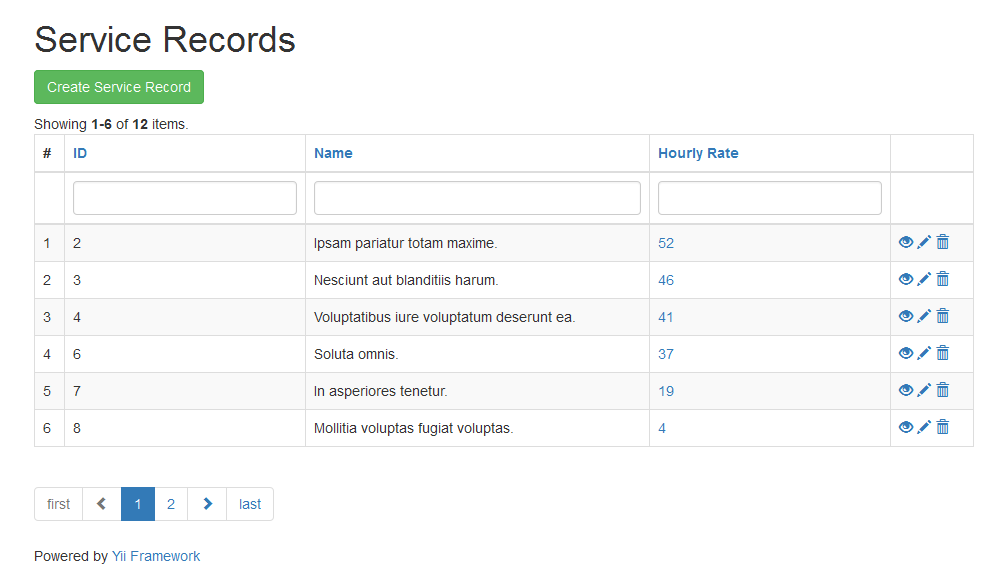 Service Records
Create Service Record
Showing 1-6 of 12 items.
# ID Name Hourly Rate
1 2 Ipsam pariatur totam maxime. 52
2 3 Nesciunt aut blanditiis harum. 46
3 4 Voluptatibus iure voluptatum deserunt ea. 41
4 6 Soluta omnis. 37
5 7 In asperiores tenetur. 19
6 8 Mollitia voluptas fugiat voluptas. 4
first 1 2 last
Powered by Yii Framework